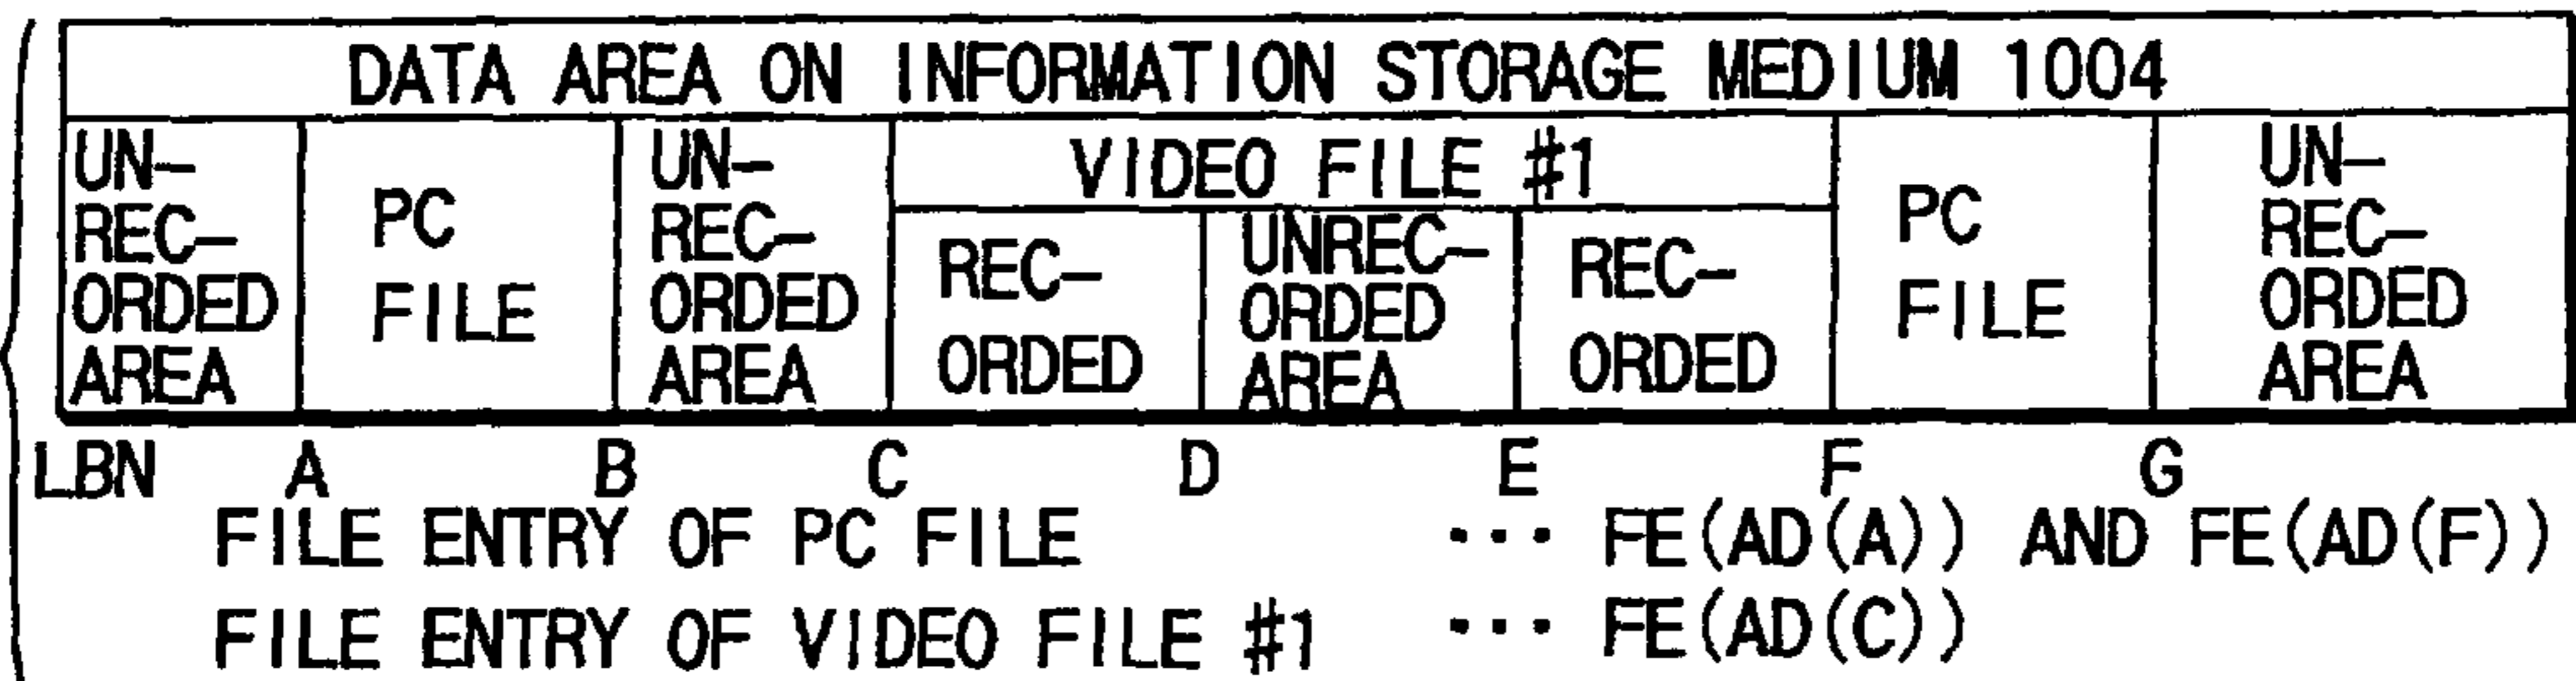 DATA AREA ON INFORMATION STORAGE MEDIUM 1004
UN-
REC-
ORDED
AREA
PC
FILE
UN-
REC-
ORDED
AREA
VIDEO FILE #1
REC-
ORDED
UNREC-
ORDED
AREA
REC-
ORDED
PC
FILE
UN-
REC-
ORDED
AREA
LBN A B C D E F G
FILE ENTRY OF PC FILE ··· FE(AD(A)) AND FE(AD(F))
FILE ENTRY OF VIDEO FILE #1 ··· FE(AD(C))